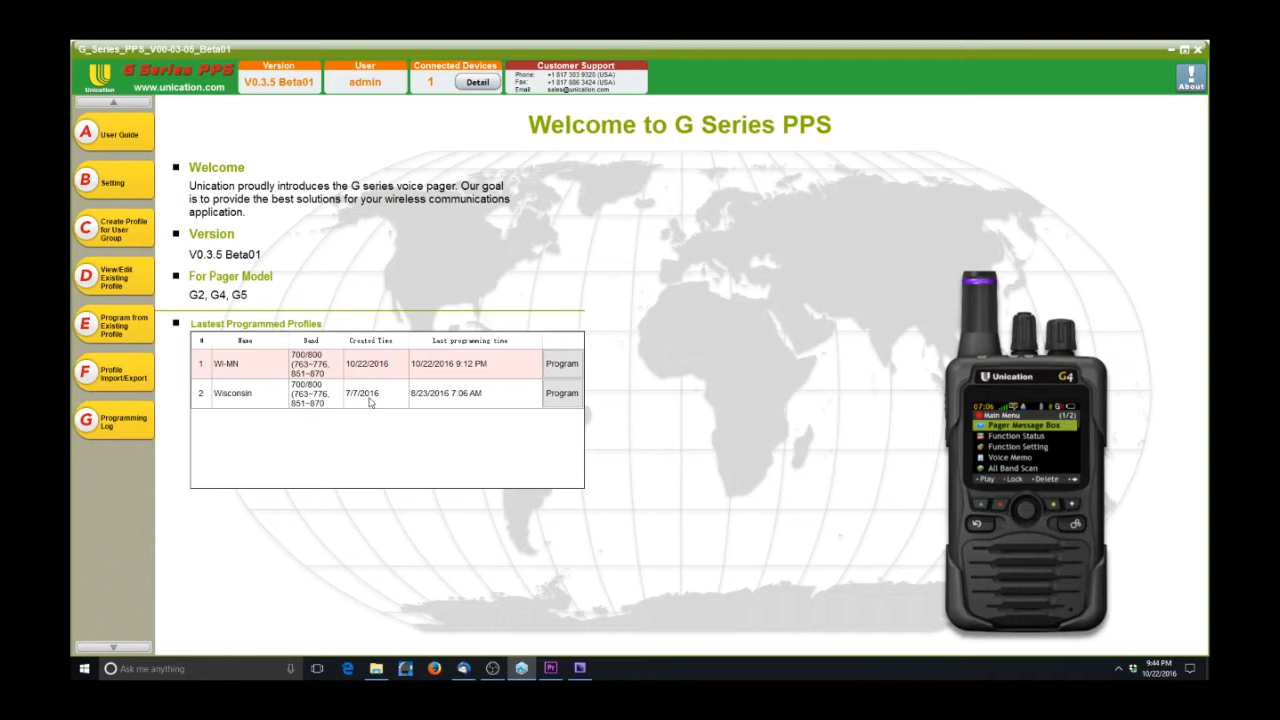 G_Series_PPS_V00-03-05_Beta01
Unication
G Series PPS
www.unication.com
Version
V0.3.5 Beta01
User
admin
Connected Devices
1 Detail
Customer Support
Phone: +1 817 303 9320 (USA)
Fax: +1 817 886 3424 (USA)
Email: sales@unication.com
About
A User Guide
B Setting
C Create Profile
for User
Group
D View/Edit
Existing
Profile
E Program from
Existing
Profile
F Profile
Import/Export
G Programming
Log
Welcome to G Series PPS
Welcome
Unication proudly introduces the G series voice pager. Our goal
is to provide the best solutions for your wireless communications
application.
Version
V0.3.5 Beta01
For Pager Model
G2, G4, G5
Lastest Programmed Profiles
# Name Band Created Time Last programming time
1 WI-MN 700/800 (763~776, 851~870 10/22/2016 10/22/2016 9:12 PM Program
2 Wisconsin 700/800 (763~776, 851~870 7/7/2016 8/23/2016 7:06 AM Program
Unication G4
07:06
Main Menu (1/2)
Pager Message Box
Function Status
Function Setting
Voice Memo
All Band Scan
Play Lock Delete
Ask me anything
Pr
9:44 PM
10/22/2016